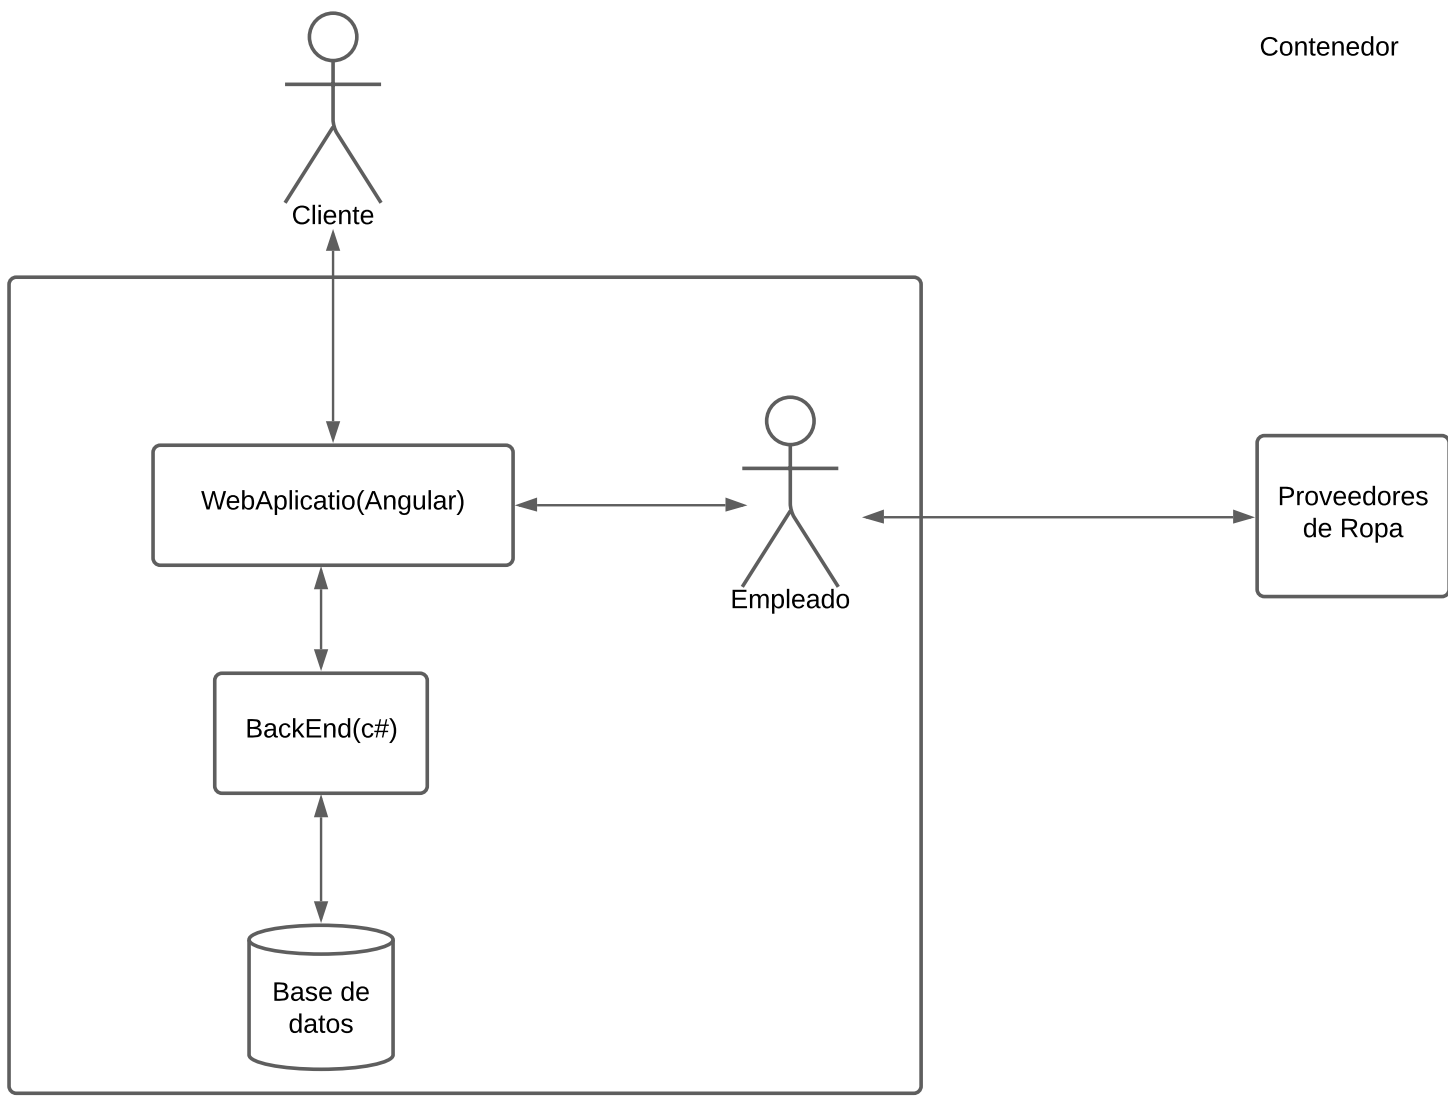 Contenedor
Cliente
WebAplicatio(Angular)
Empleado
Proveedores
de Ropa
BackEnd(c#)
Base de
datos